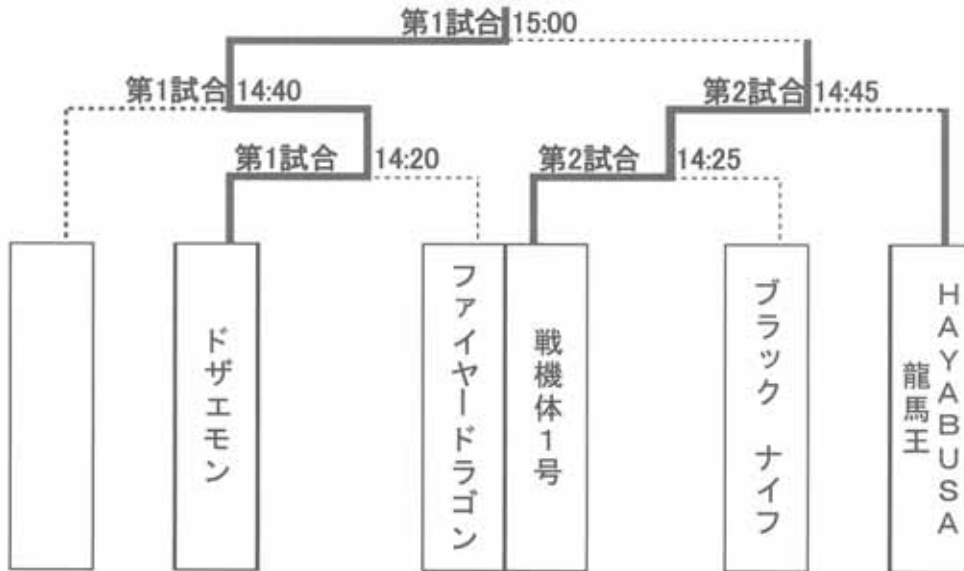 第1試合 15:00
第1試合 14:40
第2試合 14:45
第1試合 14:20
第2試合 14:25
ドザエモン
ファイヤードラゴン
戦機体1号
ブラック ナイフ
HAYABUSA
龍馬王